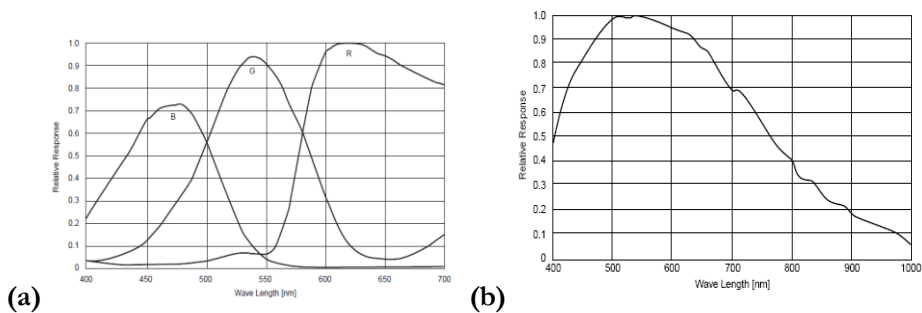 1.0
0.9
0.8
0.7
0.6
0.5
0.4
0.3
0.2
0.1
0
Relative Response
B
G
R
400 450 500 550 600 650 700
Wave Length [nm]
(a)
1.0
0.9
0.8
0.7
0.6
0.5
0.4
0.3
0.2
0.1
0
Relative Response
400 500 600 700 800 900 1000
Wave Length [nm]
(b)